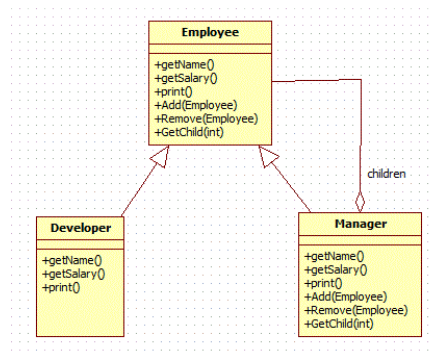 Employee
+getName()
+getSalary()
+print()
+Add(Employee)
+Remove(Employee)
+GetChild(int)
children
Developer
+getName()
+getSalary()
+print()
Manager
+getName()
+getSalary()
+print()
+Add(Employee)
+Remove(Employee)
+GetChild(int)